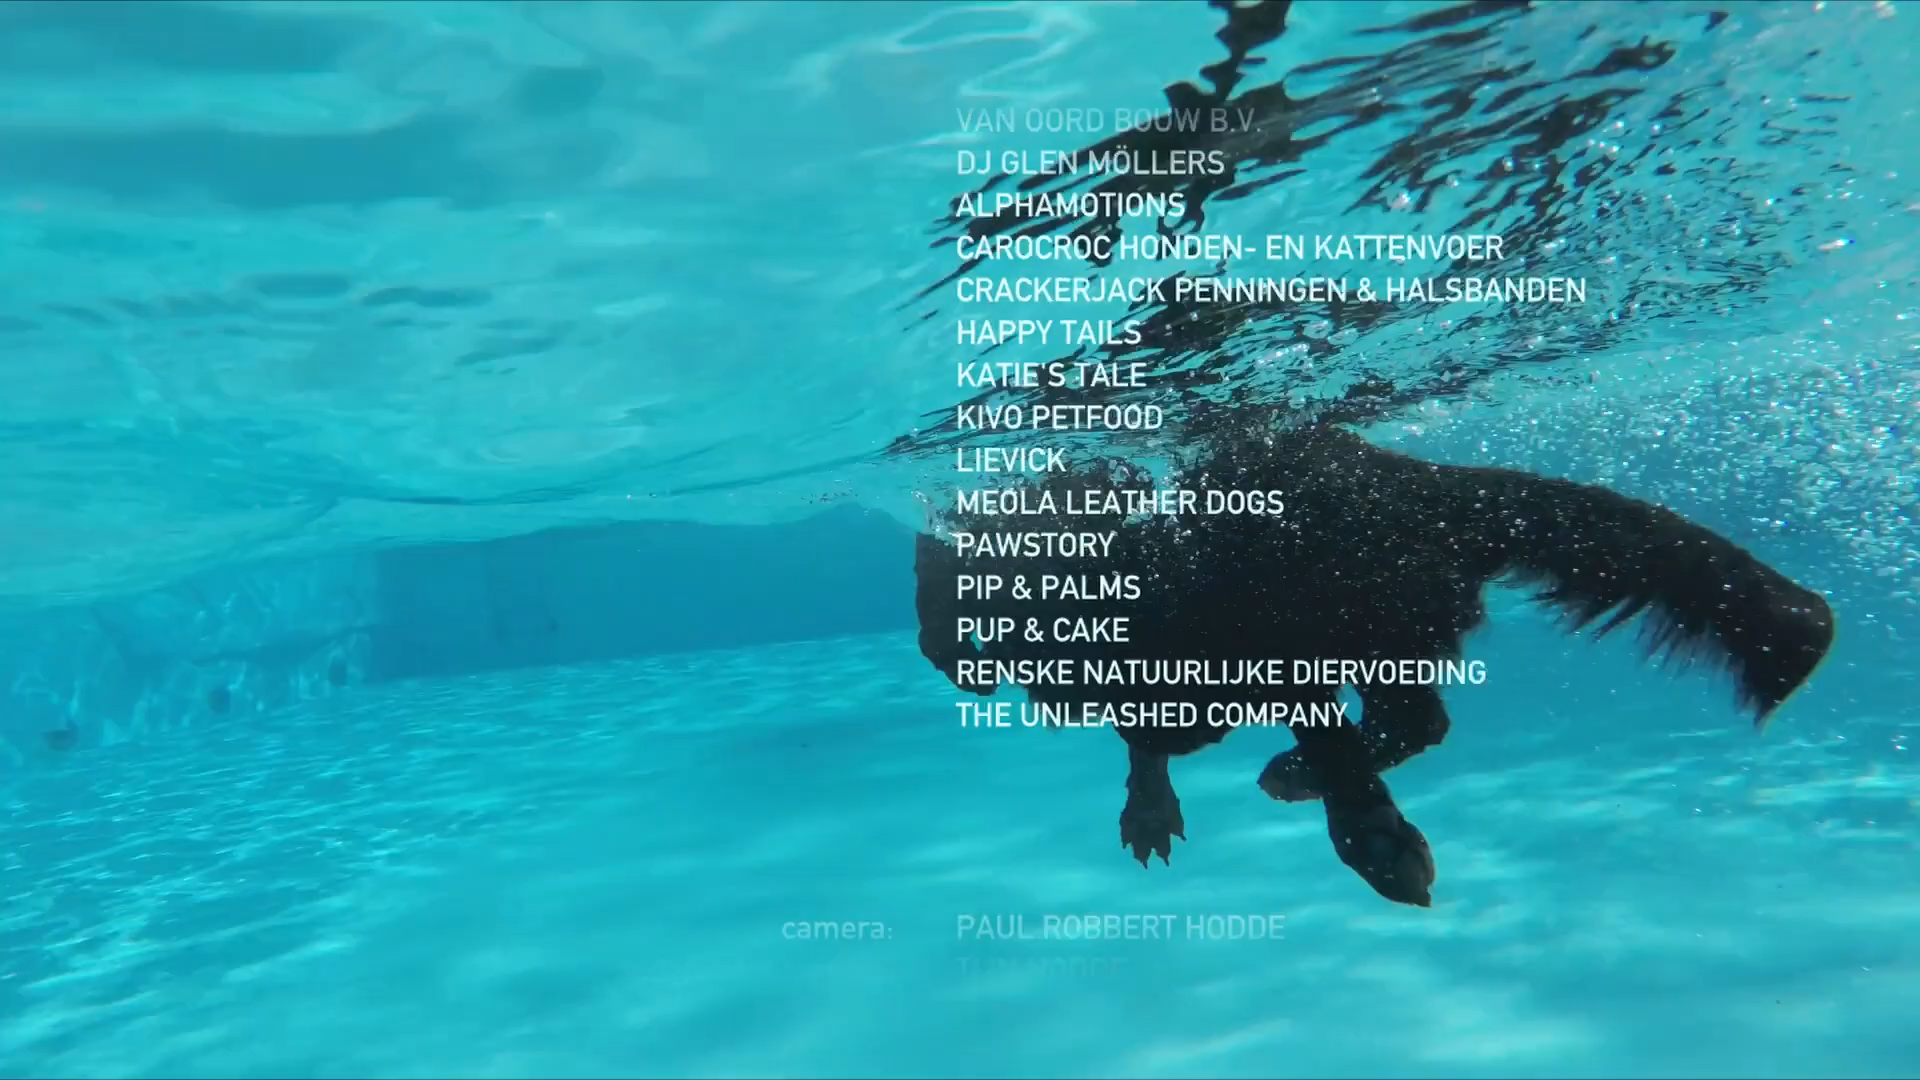 VAN OORD BOUW B.V.
DJ GLEN MÖLLERS
ALPHAMOTIONS
CAROCROC HONDEN- EN KATTENVOER
CRACKERJACK PENNINGEN & HALSBANDEN
HAPPY TAILS
KATIE'S TALE
KIVO PETFOOD
LIEVICK
MEOLA LEATHER DOGS
PAWSTORY
PIP & PALMS
PUP & CAKE
RENSKE NATUURLIJKE DIERVOEDING
THE UNLEASHED COMPANY
camera: PAUL ROBBERT HODDE